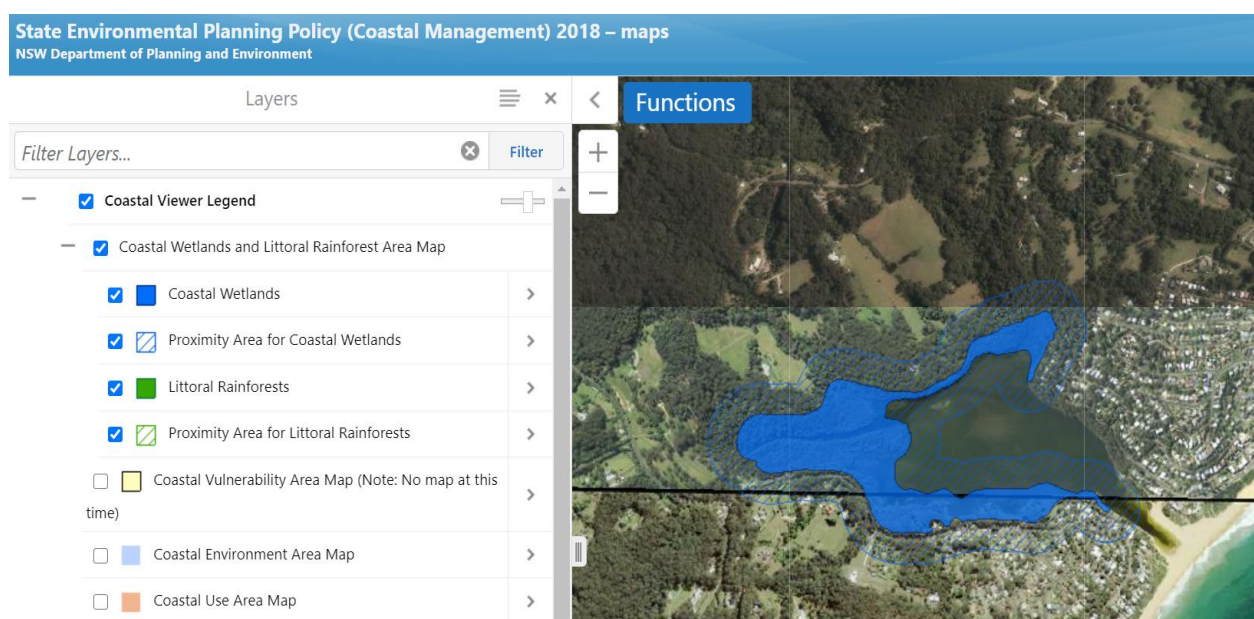 State Environmental Planning Policy (Coastal Management) 2018 – maps
NSW Department of Planning and Environment
Layers
Functions
Filter Layers...
Filter
Coastal Viewer Legend
Coastal Wetlands and Littoral Rainforest Area Map
Coastal Wetlands
Proximity Area for Coastal Wetlands
Littoral Rainforests
Proximity Area for Littoral Rainforests
Coastal Vulnerability Area Map (Note: No map at this
time)
Coastal Environment Area Map
Coastal Use Area Map